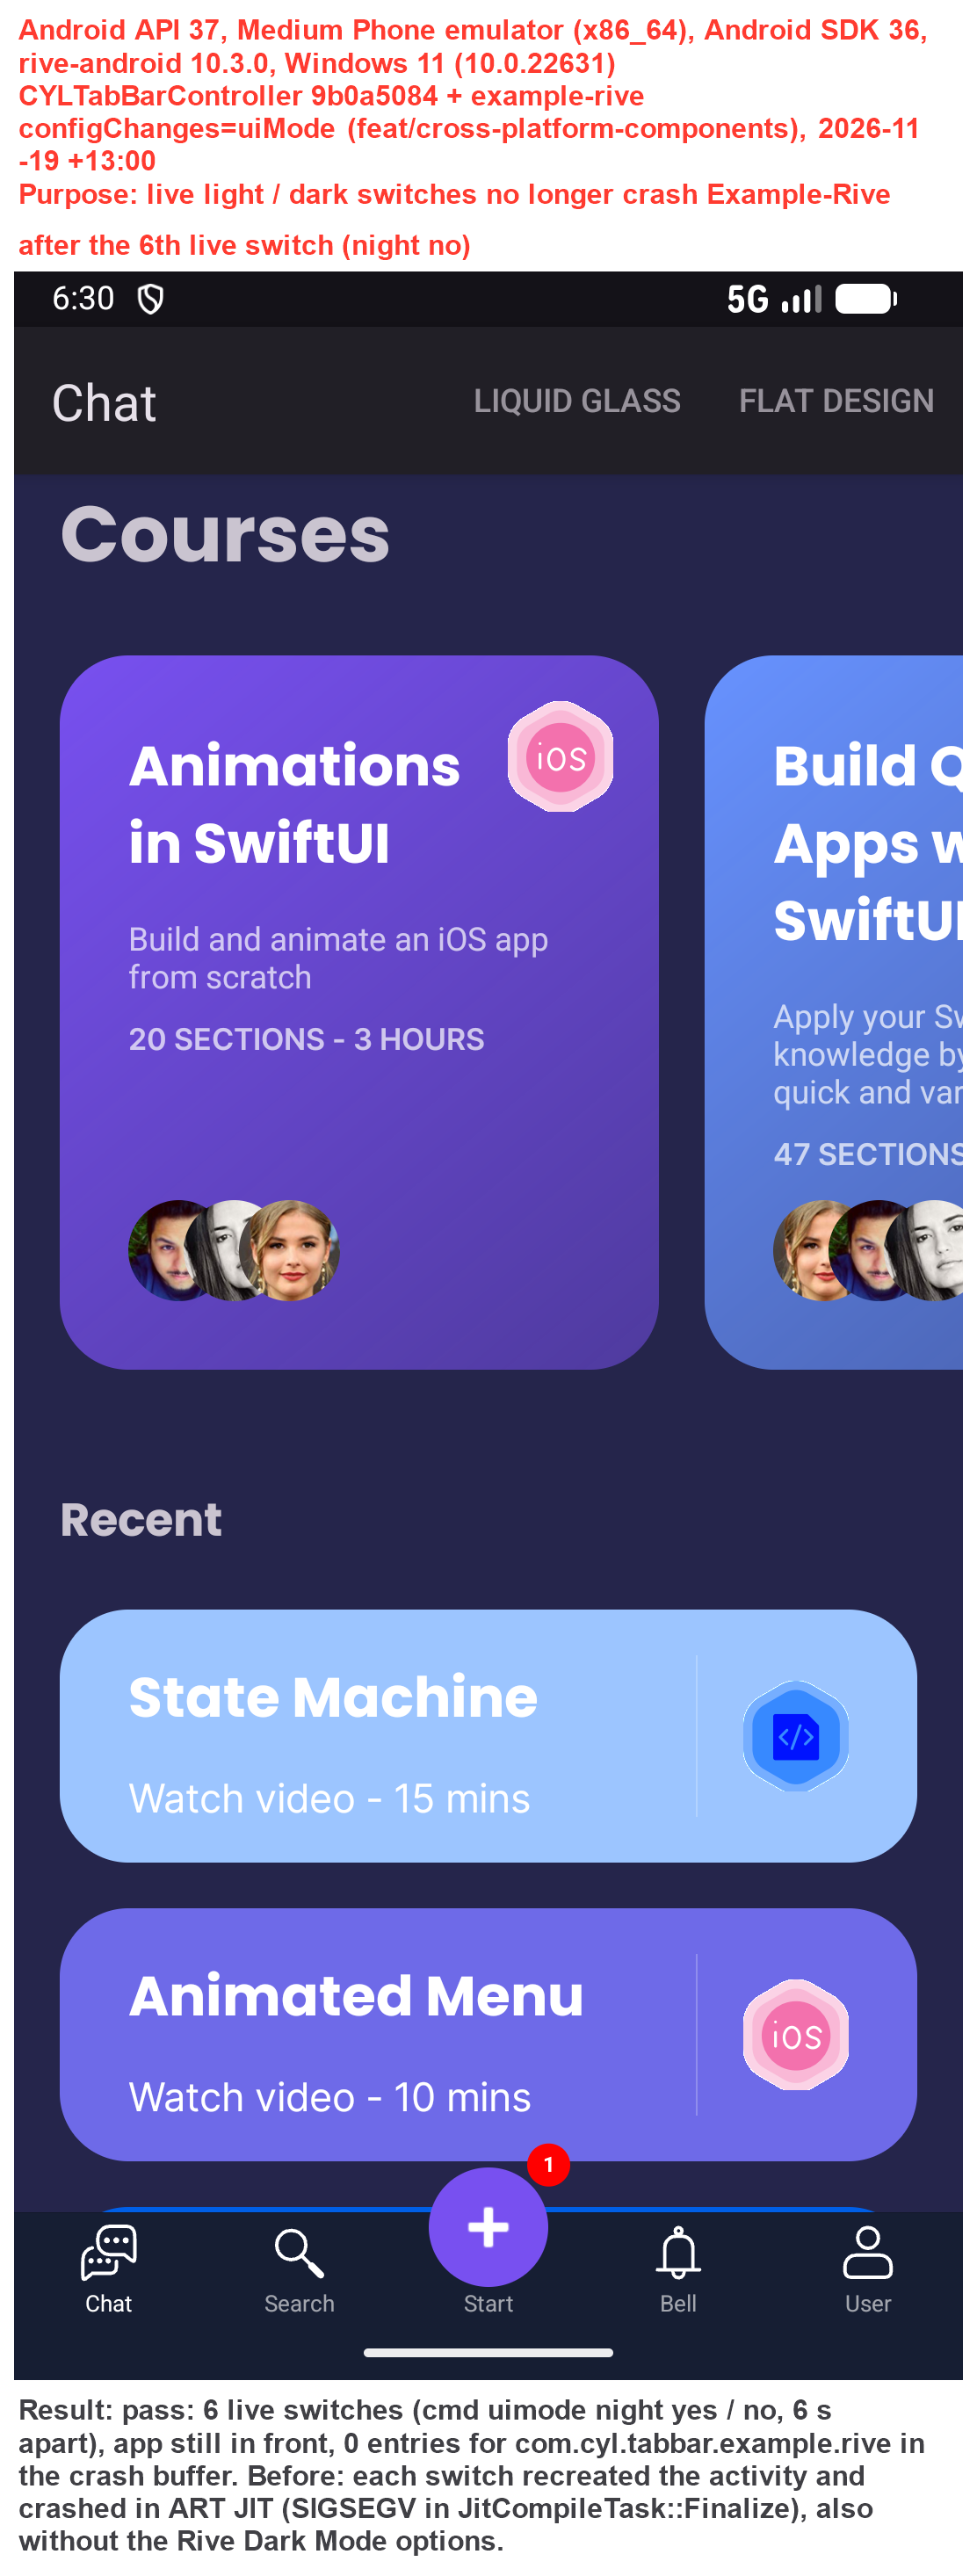 Android API 37, Medium Phone emulator (x86_64), Android SDK 36,
rive-android 10.3.0, Windows 11 (10.0.22631)
CYLTabBarController 9b0a5084 + example-rive
configChanges=uiMode (feat/cross-platform-components), 2026-11
-19 +13:00
Purpose: live light / dark switches no longer crash Example-Rive
after the 6th live switch (night no)
6:30 5G
Chat LIQUID GLASS FLAT DESIGN
Courses
Animations
in SwiftUI
iOS
Build and animate an iOS app
from scratch
20 SECTIONS - 3 HOURS
Build Q
Apps w
SwiftUI
Apply your Sw
knowledge by
quick and var
47 SECTIONS
Recent
State Machine
Watch video - 15 mins
</>
Animated Menu
Watch video - 10 mins
iOS
1
Chat Search Start Bell User
Result: pass: 6 live switches (cmd uimode night yes / no, 6 s
apart), app still in front, 0 entries for com.cyl.tabbar.example.rive in
the crash buffer. Before: each switch recreated the activity and
crashed in ART JIT (SIGSEGV in JitCompileTask::Finalize), also
without the Rive Dark Mode options.